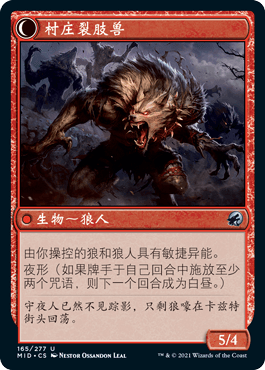 村庄裂肢兽
生物～狼人
由你操控的狼和狼人具有敏捷异能。
夜形（如果牌手于自己回合中施放至少
两个咒语，则下一个回合成为白昼。）
守夜人已然不见踪影，只剩狼嚎在卡兹特
街头回荡。
5/4
165/277 U
MID • CS NESTOR OSSANDON LEAL
™ & © 2021 Wizards of the Coast